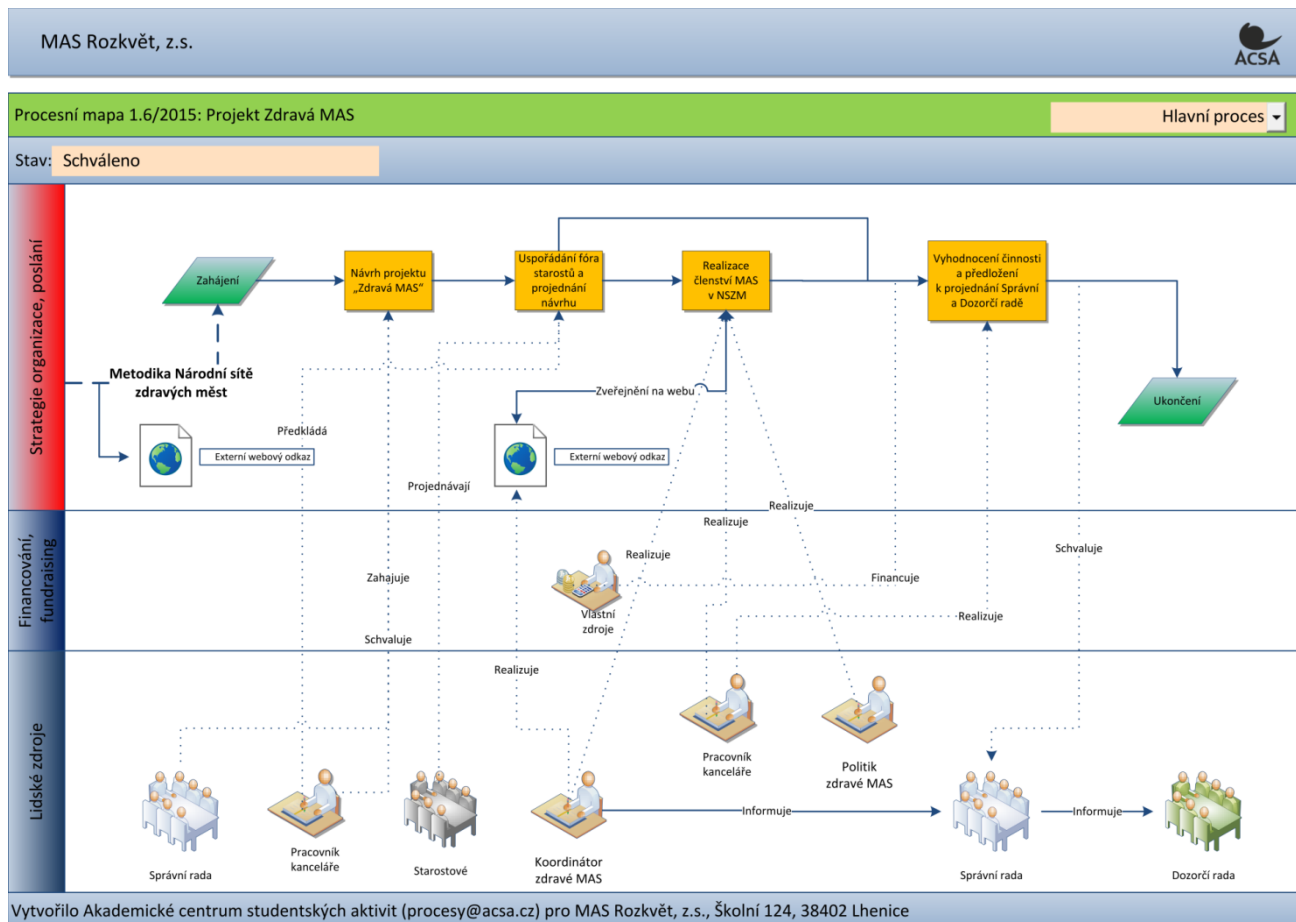 MAS Rozkvět, z.s.
ACSA
Procesní mapa 1.6/2015: Projekt Zdravá MAS
Hlavní proces
Stav: Schváleno
Strategie organizace, poslání
Zahájení
Návrh projektu
„Zdravá MAS“
Uspořádání fóra
starostů a
projednání
návrhu
Realizace
členství MAS
v NSZM
Vyhodnocení činnosti
a předložení
k projednání Správní
a Dozorčí radě
Metodika Národní sítě
zdravých měst
Zveřejnění na webu
Ukončení
Předkládá
Externí webový odkaz
Externí webový odkaz
Projednávají
Realizuje
Realizuje
Financování,
fundraising
Realizuje
Schvaluje
Zahajuje
Financuje
Vlastní
zdroje
Realizuje
Schvaluje
Lidské zdroje
Realizuje
Pracovník
kanceláře
Politik
zdravé MAS
Informuje
Informuje
Správní rada
Pracovník
kanceláře
Starostové
Koordinátor
zdravé MAS
Správní rada
Dozorčí rada
Vytvořilo Akademické centrum studentských aktivit (procesy@acsa.cz) pro MAS Rozkvět, z.s., Školní 124, 38402 Lhenice